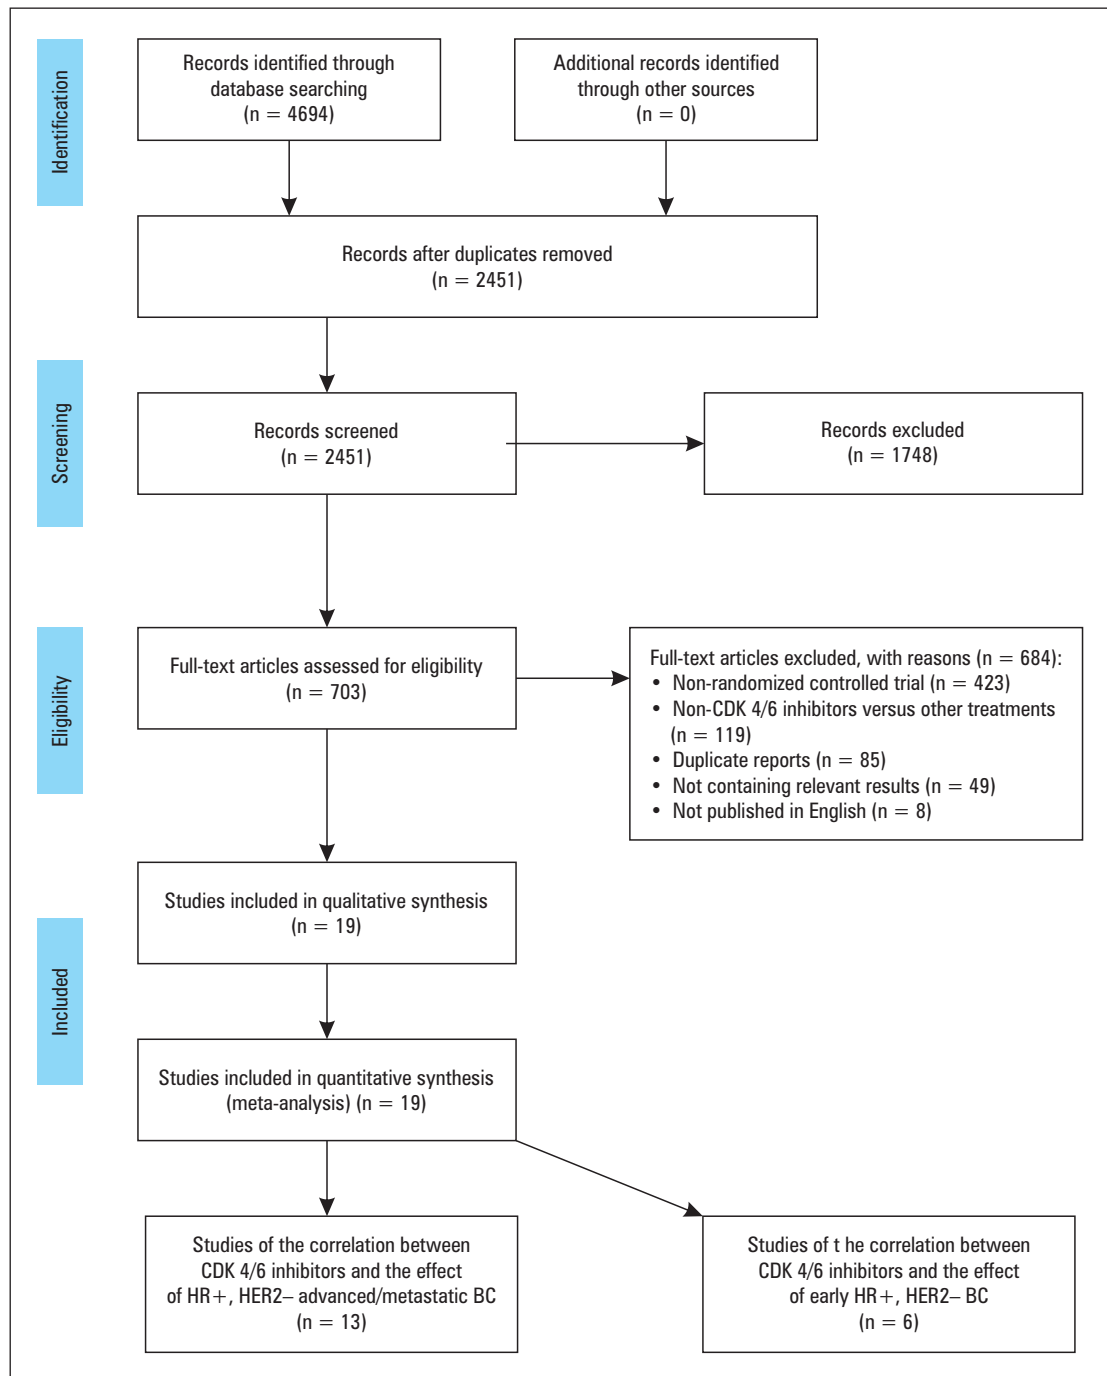 Identification
Records identified through
database searching
(n = 4694)
Additional records identified
through other sources
(n = 0)
Records after duplicates removed
(n = 2451)
Screening
Records screened
(n = 2451)
Records excluded
(n = 1748)
Eligibility
Full-text articles assessed for eligibility
(n = 703)
Full-text articles excluded, with reasons (n = 684):
• Non-randomized controlled trial (n = 423)
• Non-CDK 4/6 inhibitors versus other treatments
(n = 119)
• Duplicate reports (n = 85)
• Not containing relevant results (n = 49)
• Not published in English (n = 8)
Included
Studies included in qualitative synthesis
(n = 19)
Studies included in quantitative synthesis
(meta-analysis) (n = 19)
Studies of the correlation between
CDK 4/6 inhibitors and the effect
of HR+, HER2– advanced/metastatic BC
(n = 13)
Studies of t he correlation between
CDK 4/6 inhibitors and the effect
of early HR+, HER2– BC
(n = 6)